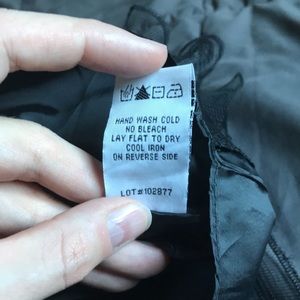 HAND WASH COLD
NO BLEACH
LAY FLAT TO DRY
COOL IRON
ON REVERSE SIDE
LOT#102877